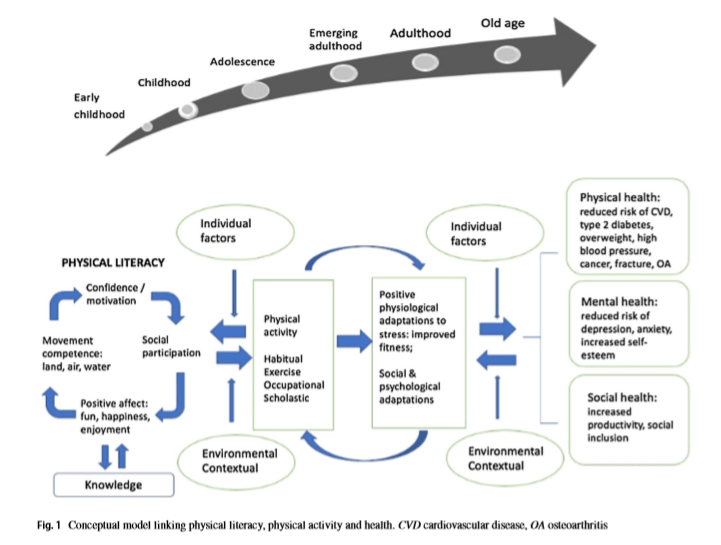 Early
childhood
Childhood
Adolescence
Emerging
adulthood
Adulthood
Old age
PHYSICAL LITERACY
Confidence /
motivation
Social
participation
Positive affect:
fun, happiness,
enjoyment
Movement
competence:
land, air, water
Knowledge
Individual
factors
Physical
activity
Habitual
Exercise
Occupational
Scholastic
Environmental
Contextual
Positive
physiological
adaptations to
stress: improved
fitness;
Social &
psychological
adaptations
Individual
factors
Environmental
Contextual
Physical health:
reduced risk of CVD,
type 2 diabetes,
overweight, high
blood pressure,
cancer, fracture, OA
Mental health:
reduced risk of
depression, anxiety,
increased self-
esteem
Social health:
increased
productivity, social
inclusion
Fig. 1 Conceptual model linking physical literacy, physical activity and health. CVD cardiovascular disease, OA osteoarthritis